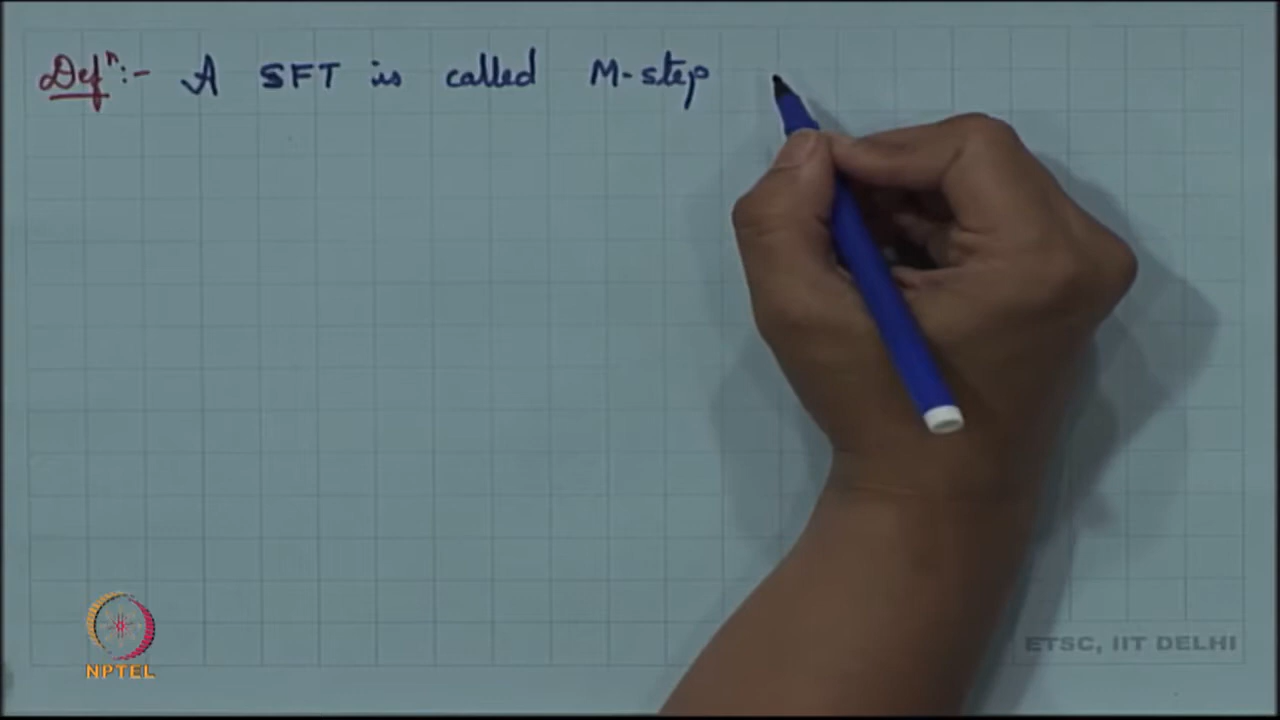 Defⁿ:- A SFT is called M-step
NPTEL
ETSC, IIT DELHI